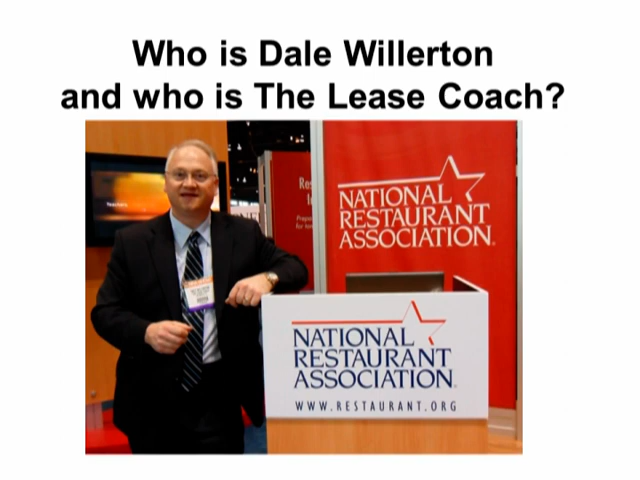 Who is Dale Willerton
and who is The Lease Coach?
NATIONAL
RESTAURANT
ASSOCIATION
NATIONAL
RESTAURANT
ASSOCIATION
WWW.RESTAURANT.ORG